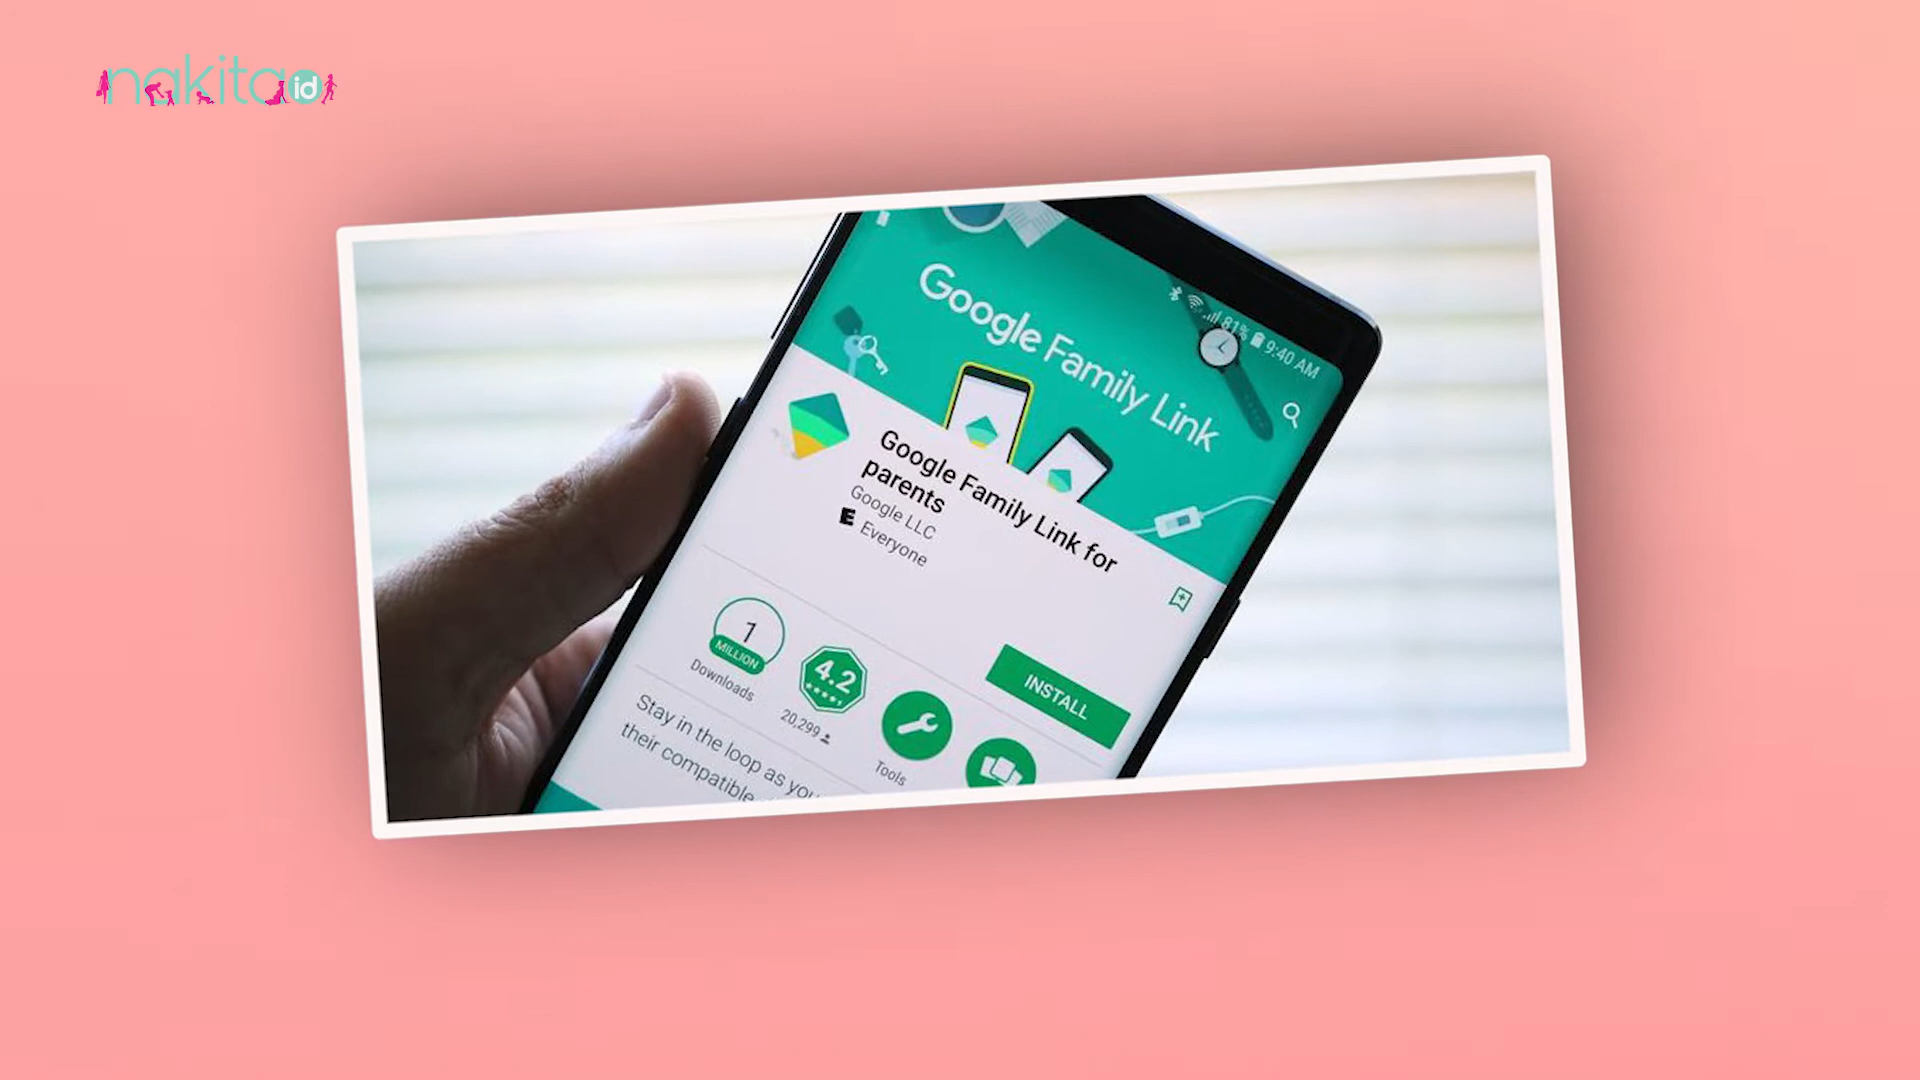 nakita id
Google Family Link
81% 9:40 AM
Google Family Link for
parents
Google LLC
E Everyone
INSTALL
1
MILLION
Downloads
4.2
20,299
Tools
Stay in the loop as you
their compatible